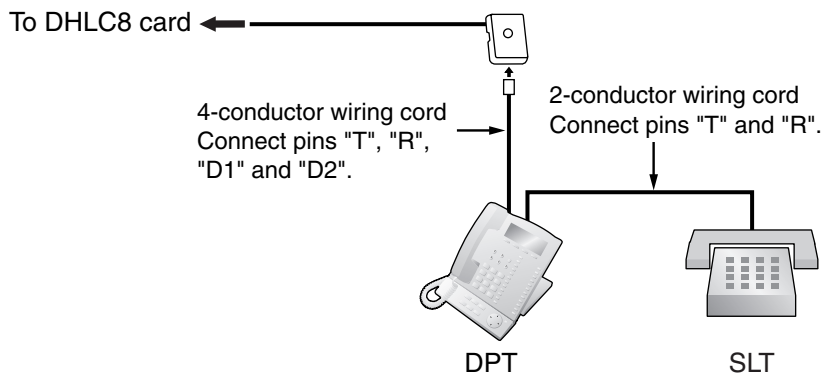 To DHLC8 card
4-conductor wiring cord
Connect pins "T", "R",
"D1" and "D2".
2-conductor wiring cord
Connect pins "T" and "R".
DPT
SLT